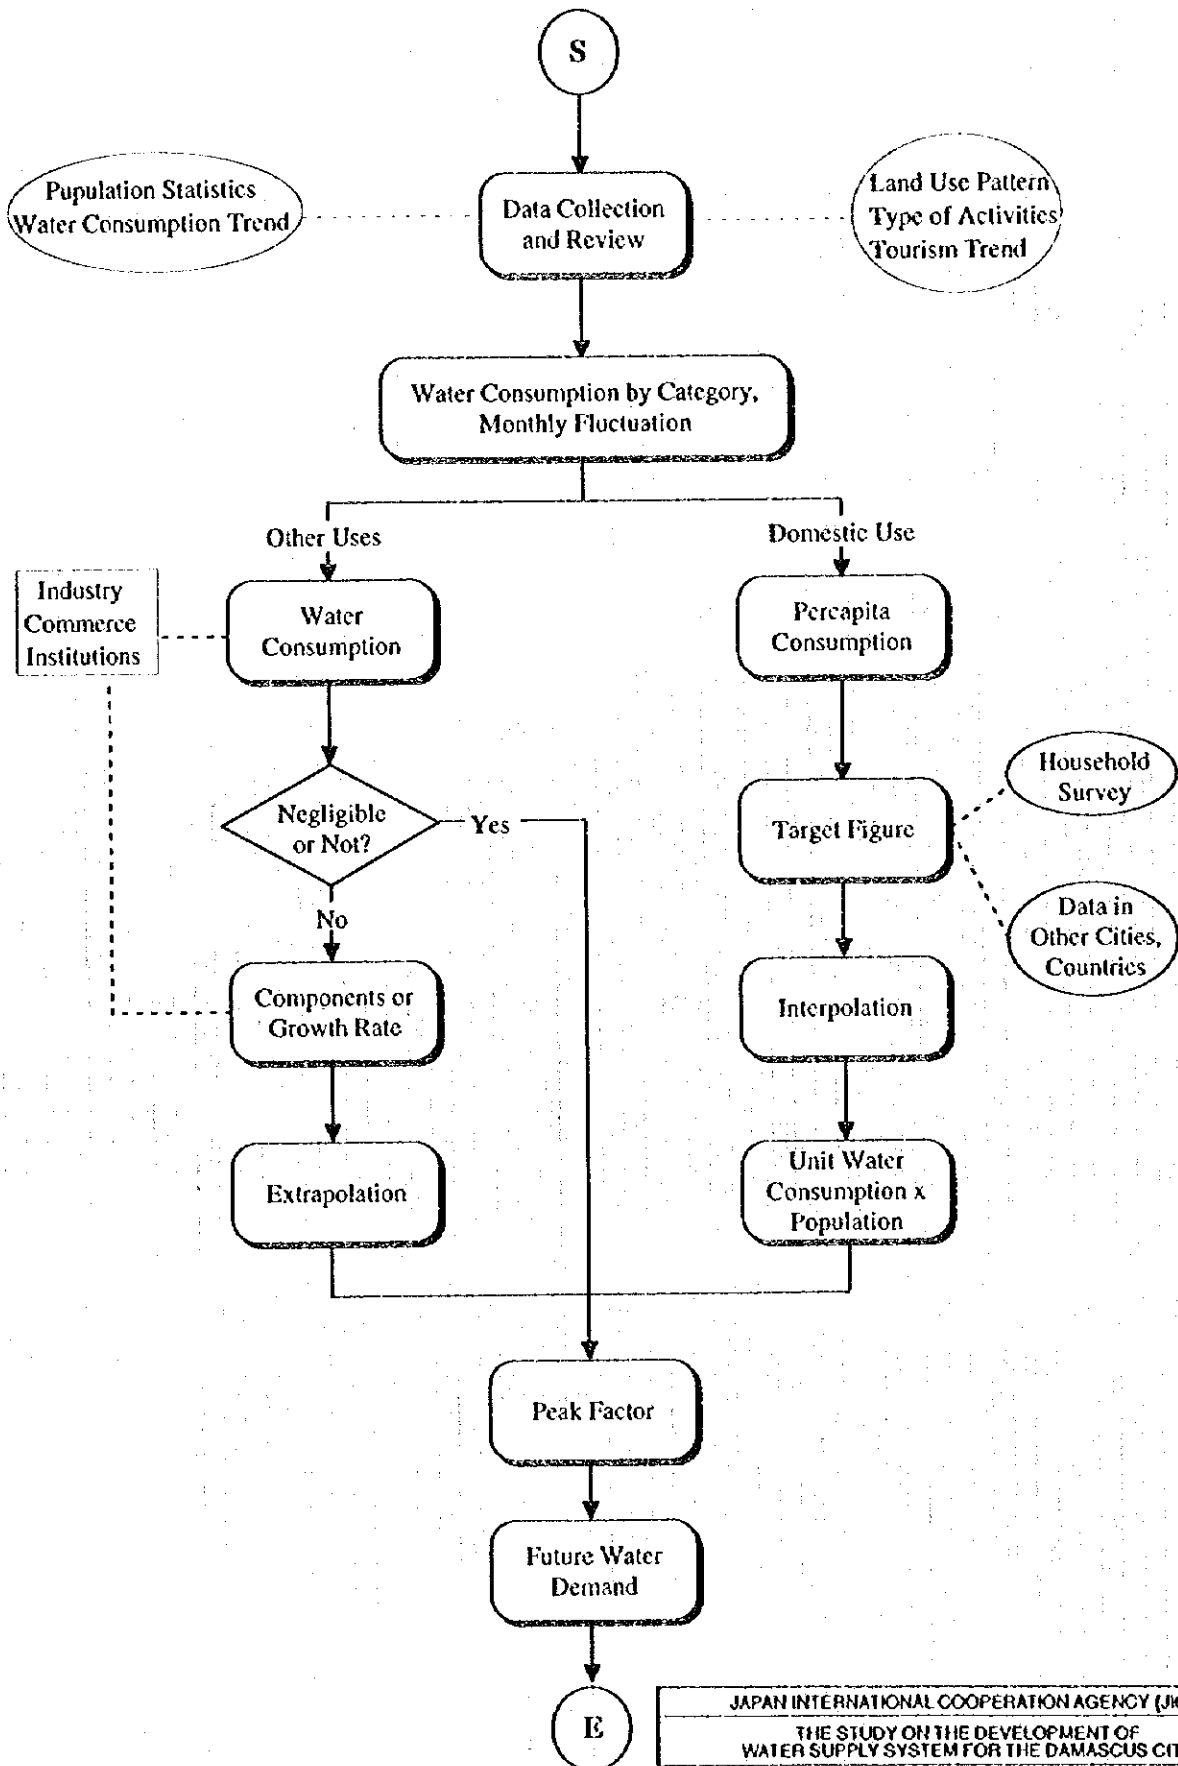 S
Pupulation Statistics
Water Consumption Trend
Data Collection
and Review
Land Use Pattern
Type of Activities
Tourism Trend
Water Consumption by Category,
Monthly Fluctuation
Other Uses
Domestic Use
Industry
Commerce
Institutions
Water
Consumption
Percapita
Consumption
Negligible
or Not?
Yes
No
Target Figure
Household
Survey
Data in
Other Cities,
Countries
Components or
Growth Rate
Interpolation
Extrapolation
Unit Water
Consumption x
Population
Peak Factor
Future Water
Demand
E
JAPAN INTERNATIONAL COOPERATION AGENCY
THE STUDY ON THE DEVELOPMENT OF
WATER SUPPLY SYSTEM FOR THE DAMASCUS